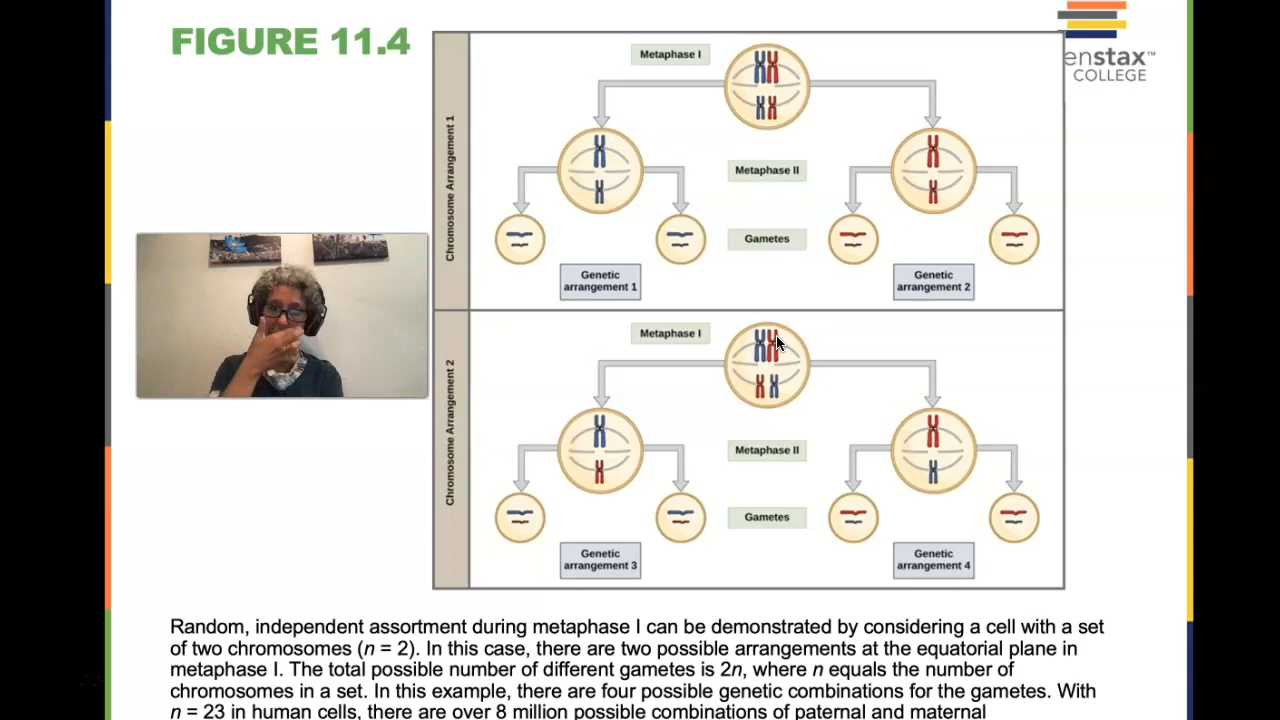 FIGURE 11.4
enstax™
COLLEGE
Chromosome Arrangement 1
Metaphase I
Metaphase II
Gametes
Genetic
arrangement 1
Genetic
arrangement 2
Chromosome Arrangement 2
Metaphase I
Metaphase II
Gametes
Genetic
arrangement 3
Genetic
arrangement 4
Random, independent assortment during metaphase I can be demonstrated by considering a cell with a set
of two chromosomes (n = 2). In this case, there are two possible arrangements at the equatorial plane in
metaphase I. The total possible number of different gametes is 2n, where n equals the number of
chromosomes in a set. In this example, there are four possible genetic combinations for the gametes. With
n = 23 in human cells, there are over 8 million possible combinations of paternal and maternal